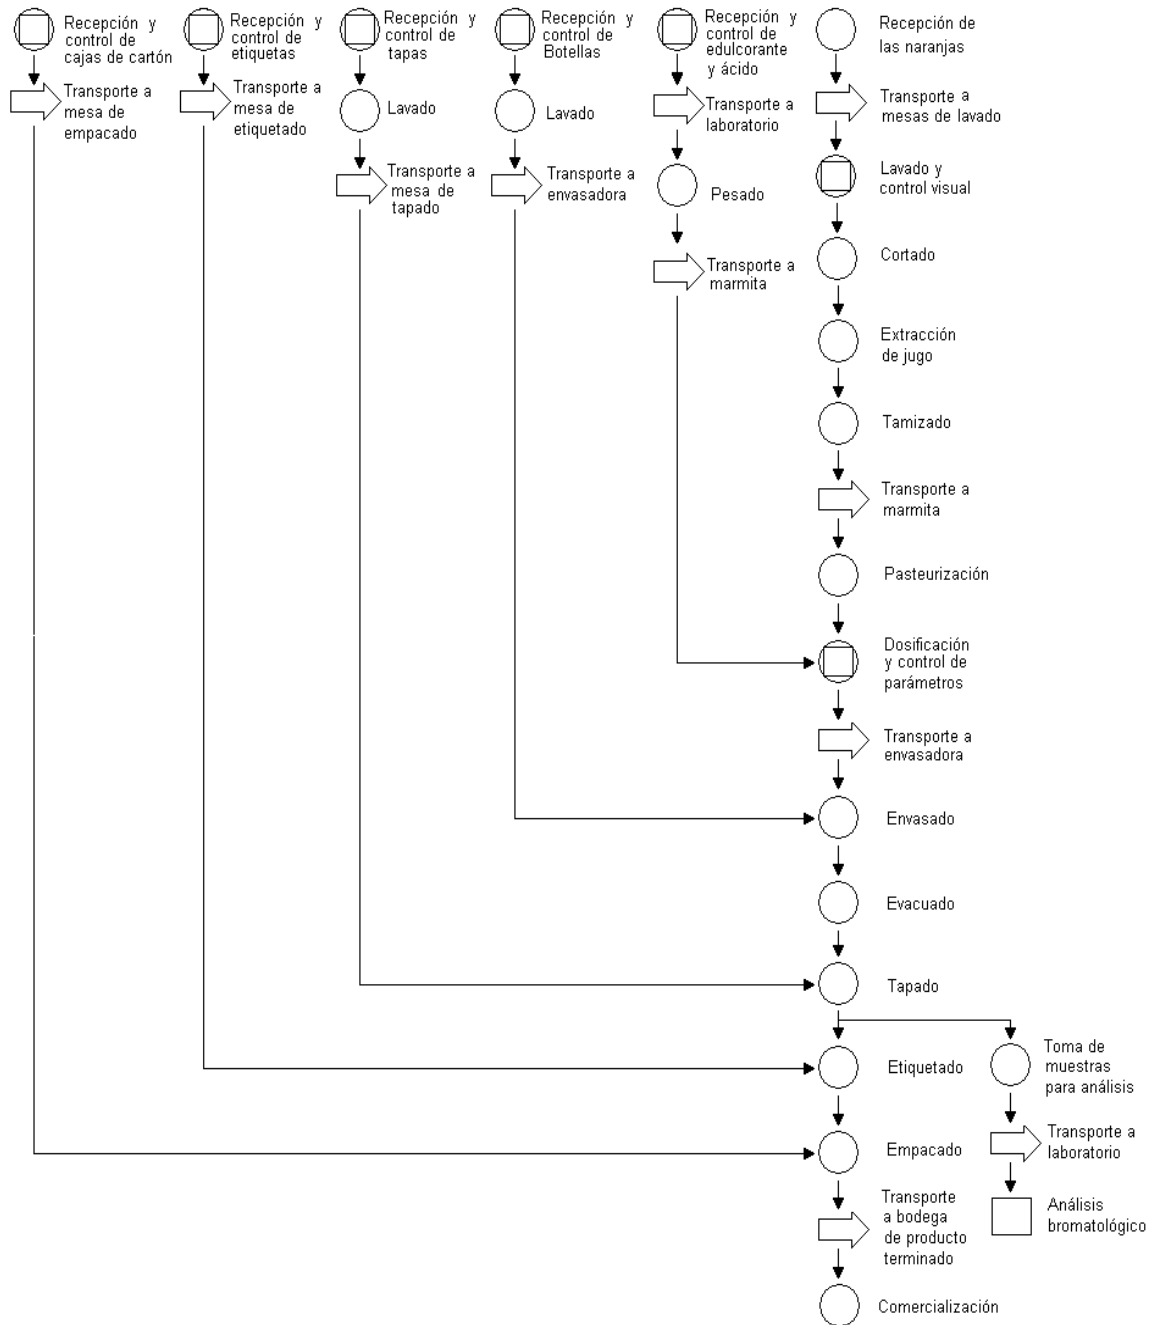 Recepción y
control de
cajas de cartón
Transporte a
mesa de
empacado
Recepción y
control de
etiquetas
Transporte a
mesa de
etiquetado
Recepción y
control de
tapas
Lavado
Transporte a
mesa de
tapado
Recepción y
control de
Botellas
Lavado
Transporte a
envasadora
Recepción y
control de
edulcorante
y ácido
Transporte a
laboratorio
Pesado
Transporte a
marmita
Recepción de
las naranjas
Transporte a
mesas de lavado
Lavado y
control visual
Cortado
Extracción
de jugo
Tamizado
Transporte a
marmita
Pasteurización
Dosificación
y control de
parámetros
Transporte a
envasadora
Envasado
Evacuado
Tapado
Etiquetado
Empacado
Transporte
a bodega
de producto
terminado
Comercialización
Toma de
muestras
para análisis
Transporte a
laboratorio
Análisis
bromatológico